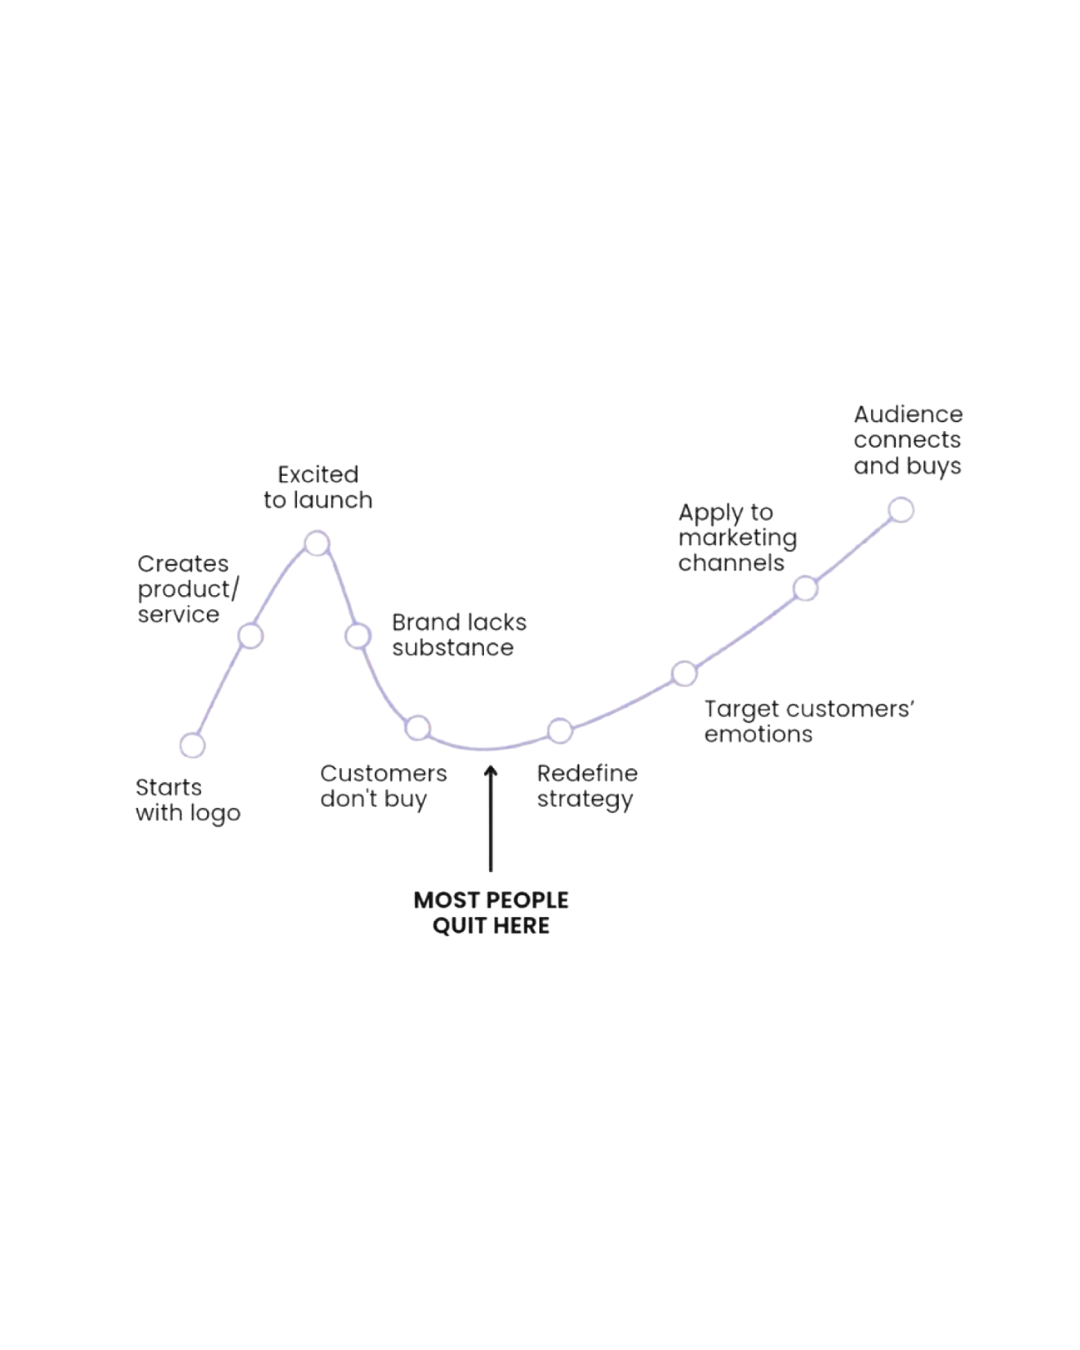 Starts
with logo
Creates
product/
service
Excited
to launch
Brand lacks
substance
Customers
don't buy
MOST PEOPLE
QUIT HERE
Redefine
strategy
Target customers’
emotions
Apply to
marketing
channels
Audience
connects
and buys